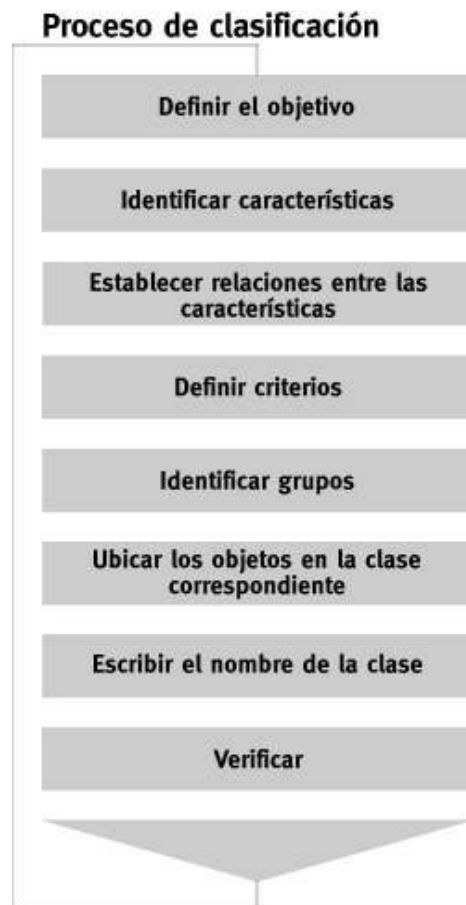 Proceso de clasificación
Definir el objetivo
Identificar características
Establecer relaciones entre las
características
Definir criterios
Identificar grupos
Ubicar los objetos en la clase
correspondiente
Escribir el nombre de la clase
Verificar